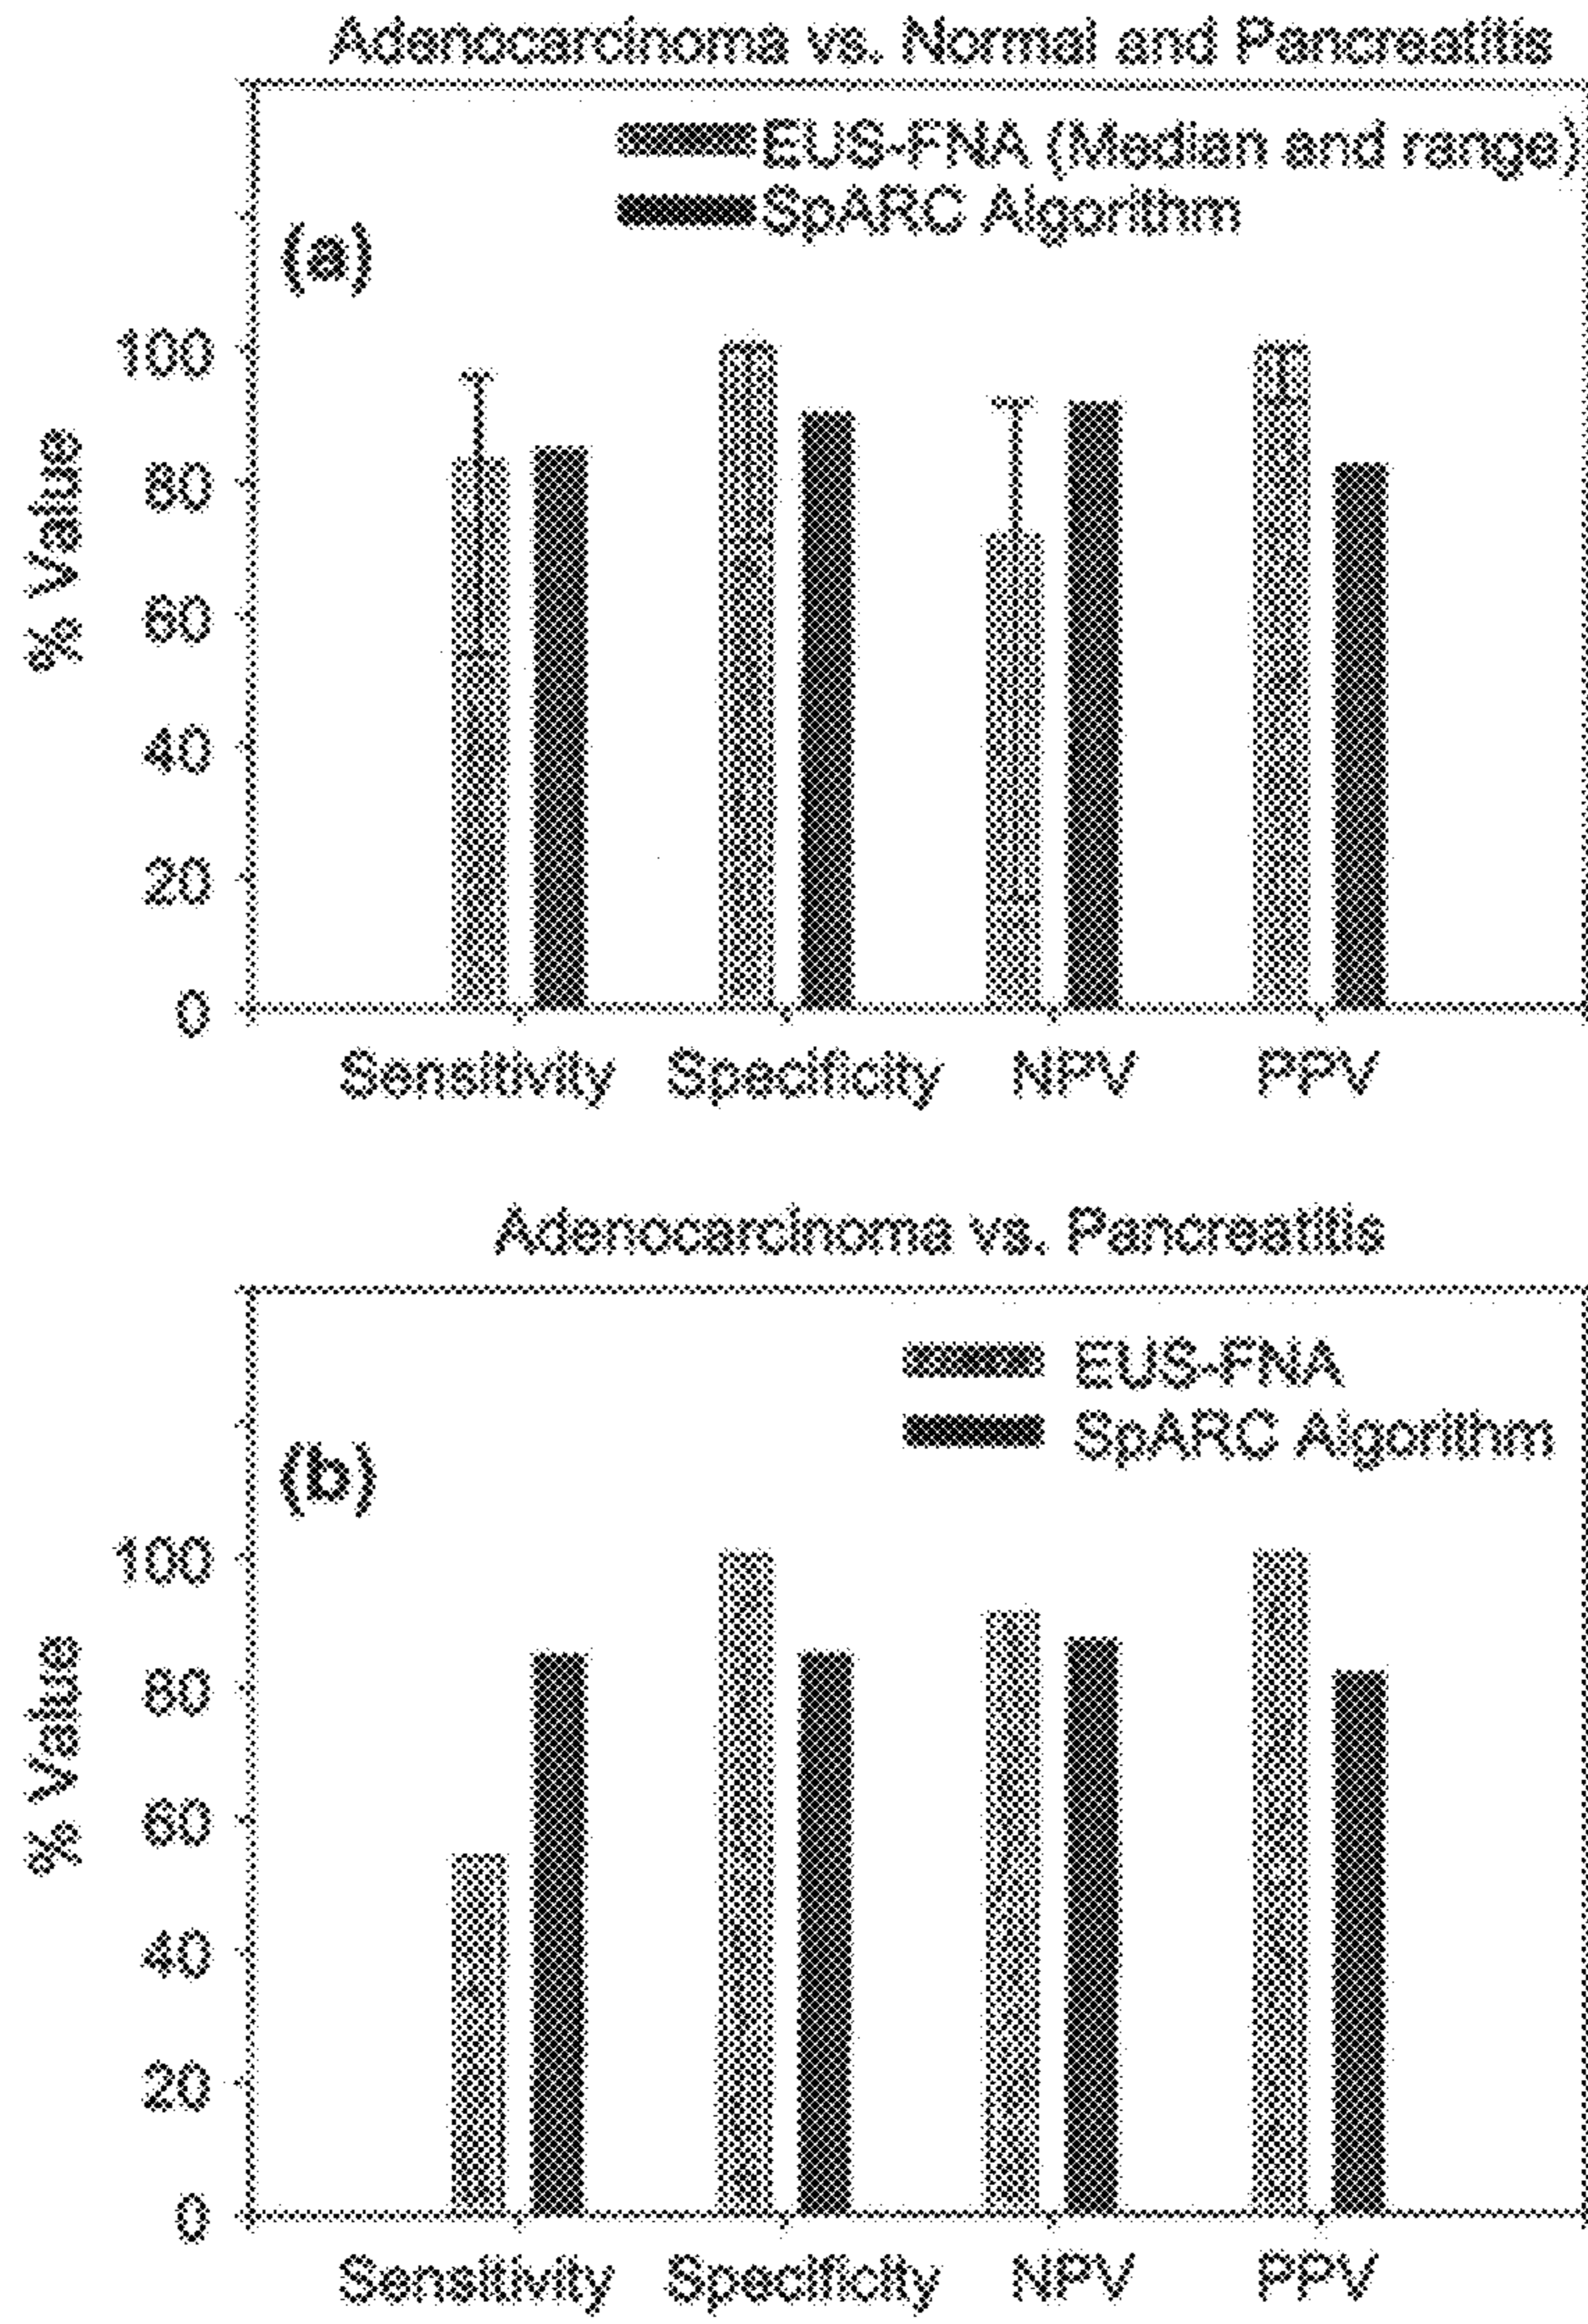 Adenocarcinoma vs. Normal and Pancreatitis
EUS-FNA (Median and range)
SpARC Algorithm
(a)
100
80
60
40
20
0
% Value
Sensitivity Specificity NPV PPV
Adenocarcinoma vs. Pancreatitis
EUS-FNA
SpARC Algorithm
(b)
100
80
60
40
20
0
% Value
Sensitivity Specificity NPV PPV